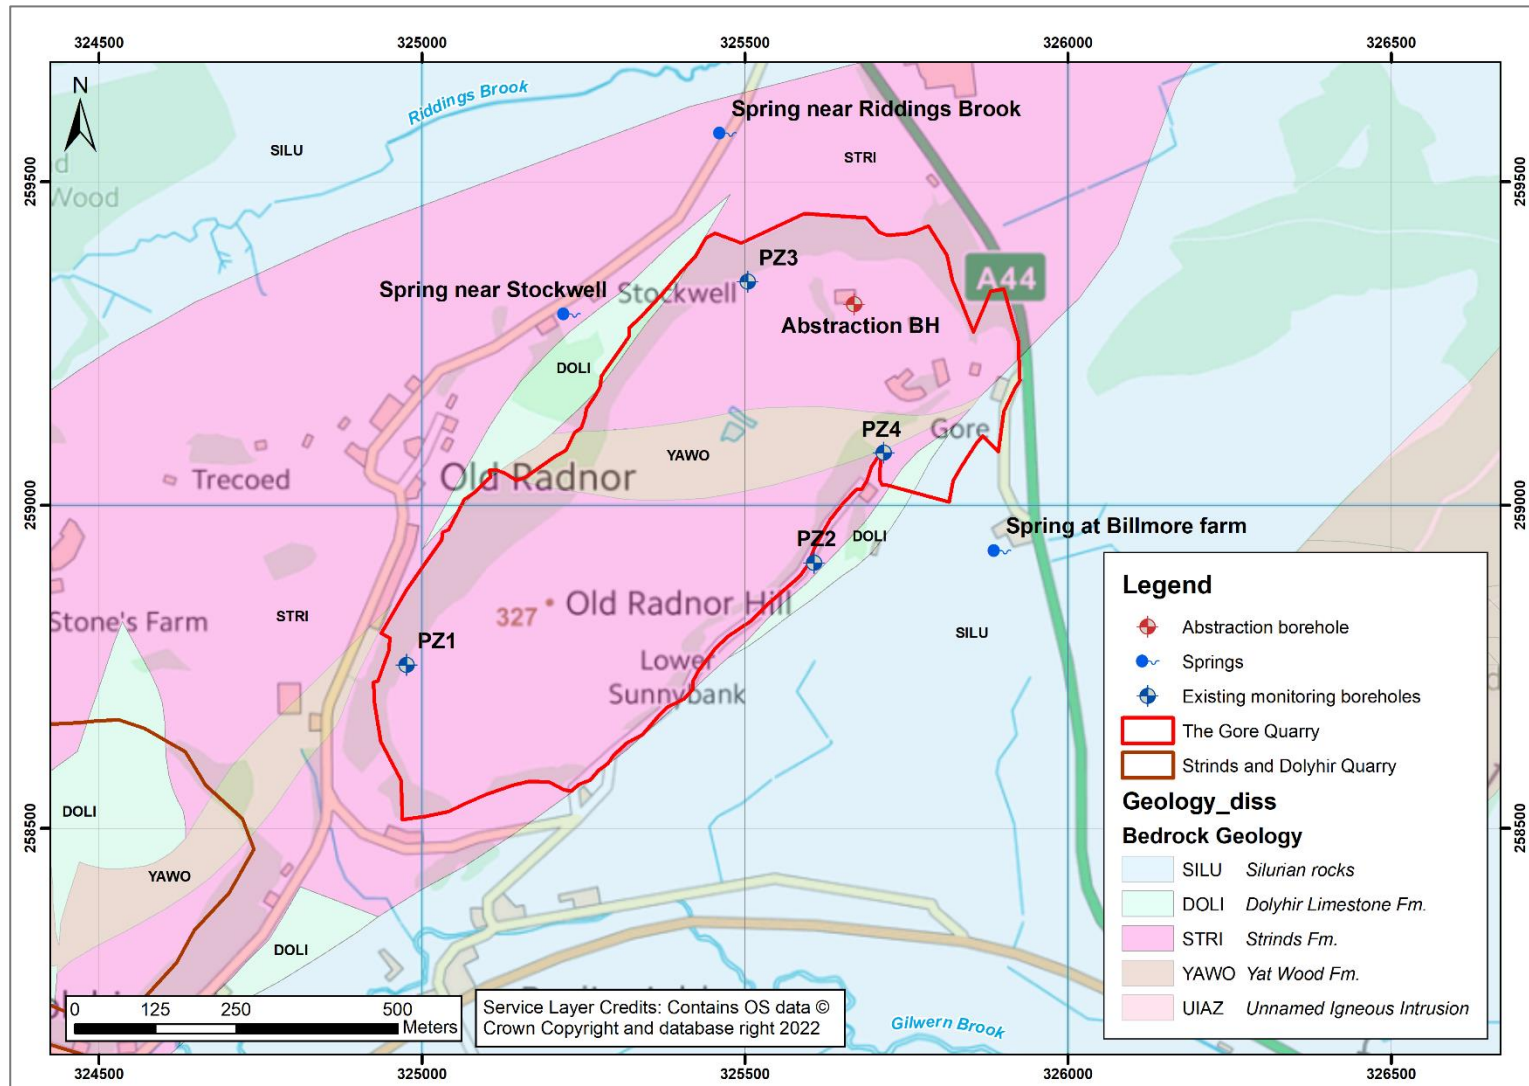 324500
325000
325500
326000
326500
N
Riddings Brook
Spring near Riddings Brook
SILU
STRI
Wood
259500
259500
PZ3
A44
Spring near Stockwell
Stockwell
Abstraction BH
DOLI
PZ4
Gore
YAWO
Old Radnor
Trecoed
259000
259000
Spring at Billmore farm
PZ2
DOLI
327
Old Radnor Hill
Stone's Farm
STRI
SILU
PZ1
Lower
Sunnybank
Legend
Abstraction borehole
Springs
Existing monitoring boreholes
The Gore Quarry
Strinds and Dolyhir Quarry
Geology_diss
Bedrock Geology
SILU Silurian rocks
DOLI Dolyhir Limestone Fm.
STRI Strinds Fm.
YAWO Yat Wood Fm.
UIAZ Unnamed Igneous Intrusion
DOLI
258500
258500
YAWO
DOLI
0 125 250 500
Meters
Service Layer Credits: Contains OS data ©
Crown Copyright and database right 2022
Gilwern Brook
324500
325000
325500
326000
326500